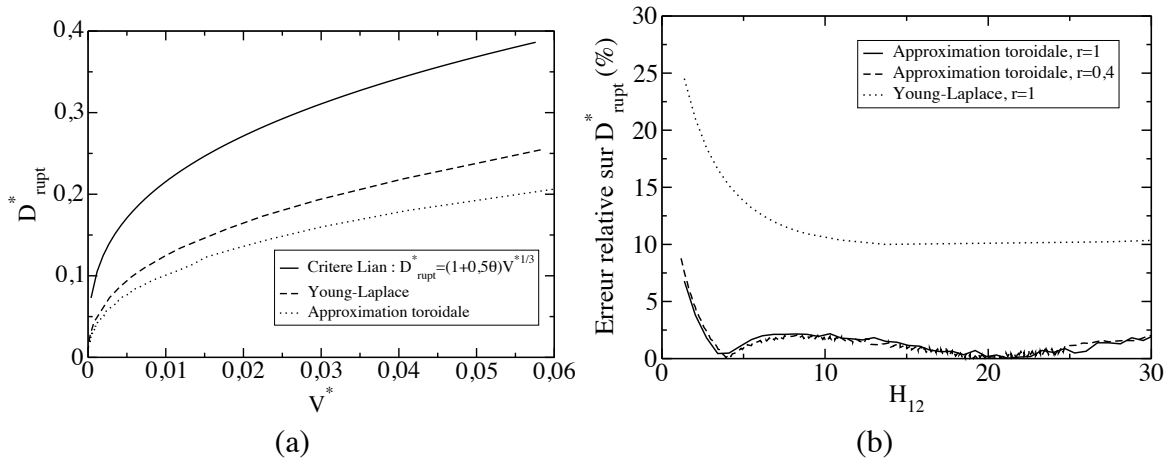 0,4
0,3
0,2
0,1
0
D*rupt
0 0,01 0,02 0,03 0,04 0,05 0,06
V*
Critere Lian : D*rupt=(1+0,5θ)V*1/3
Young-Laplace
Approximation toroidale
(a)
30
25
20
15
10
5
0
Erreur relative sur D*rupt (%)
0 10 20 30
H12
Approximation toroidale, r=1
Approximation toroidale, r=0,4
Young-Laplace, r=1
(b)